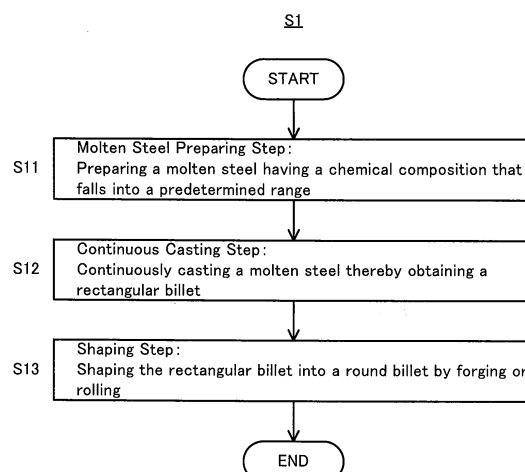 S1
START
S11
Molten Steel Preparing Step:
Preparing a molten steel having a chemical composition that
falls into a predetermined range
S12
Continuous Casting Step:
Continuously casting a molten steel thereby obtaining a
rectangular billet
S13
Shaping Step:
Shaping the rectangular billet into a round billet by forging or
rolling
END